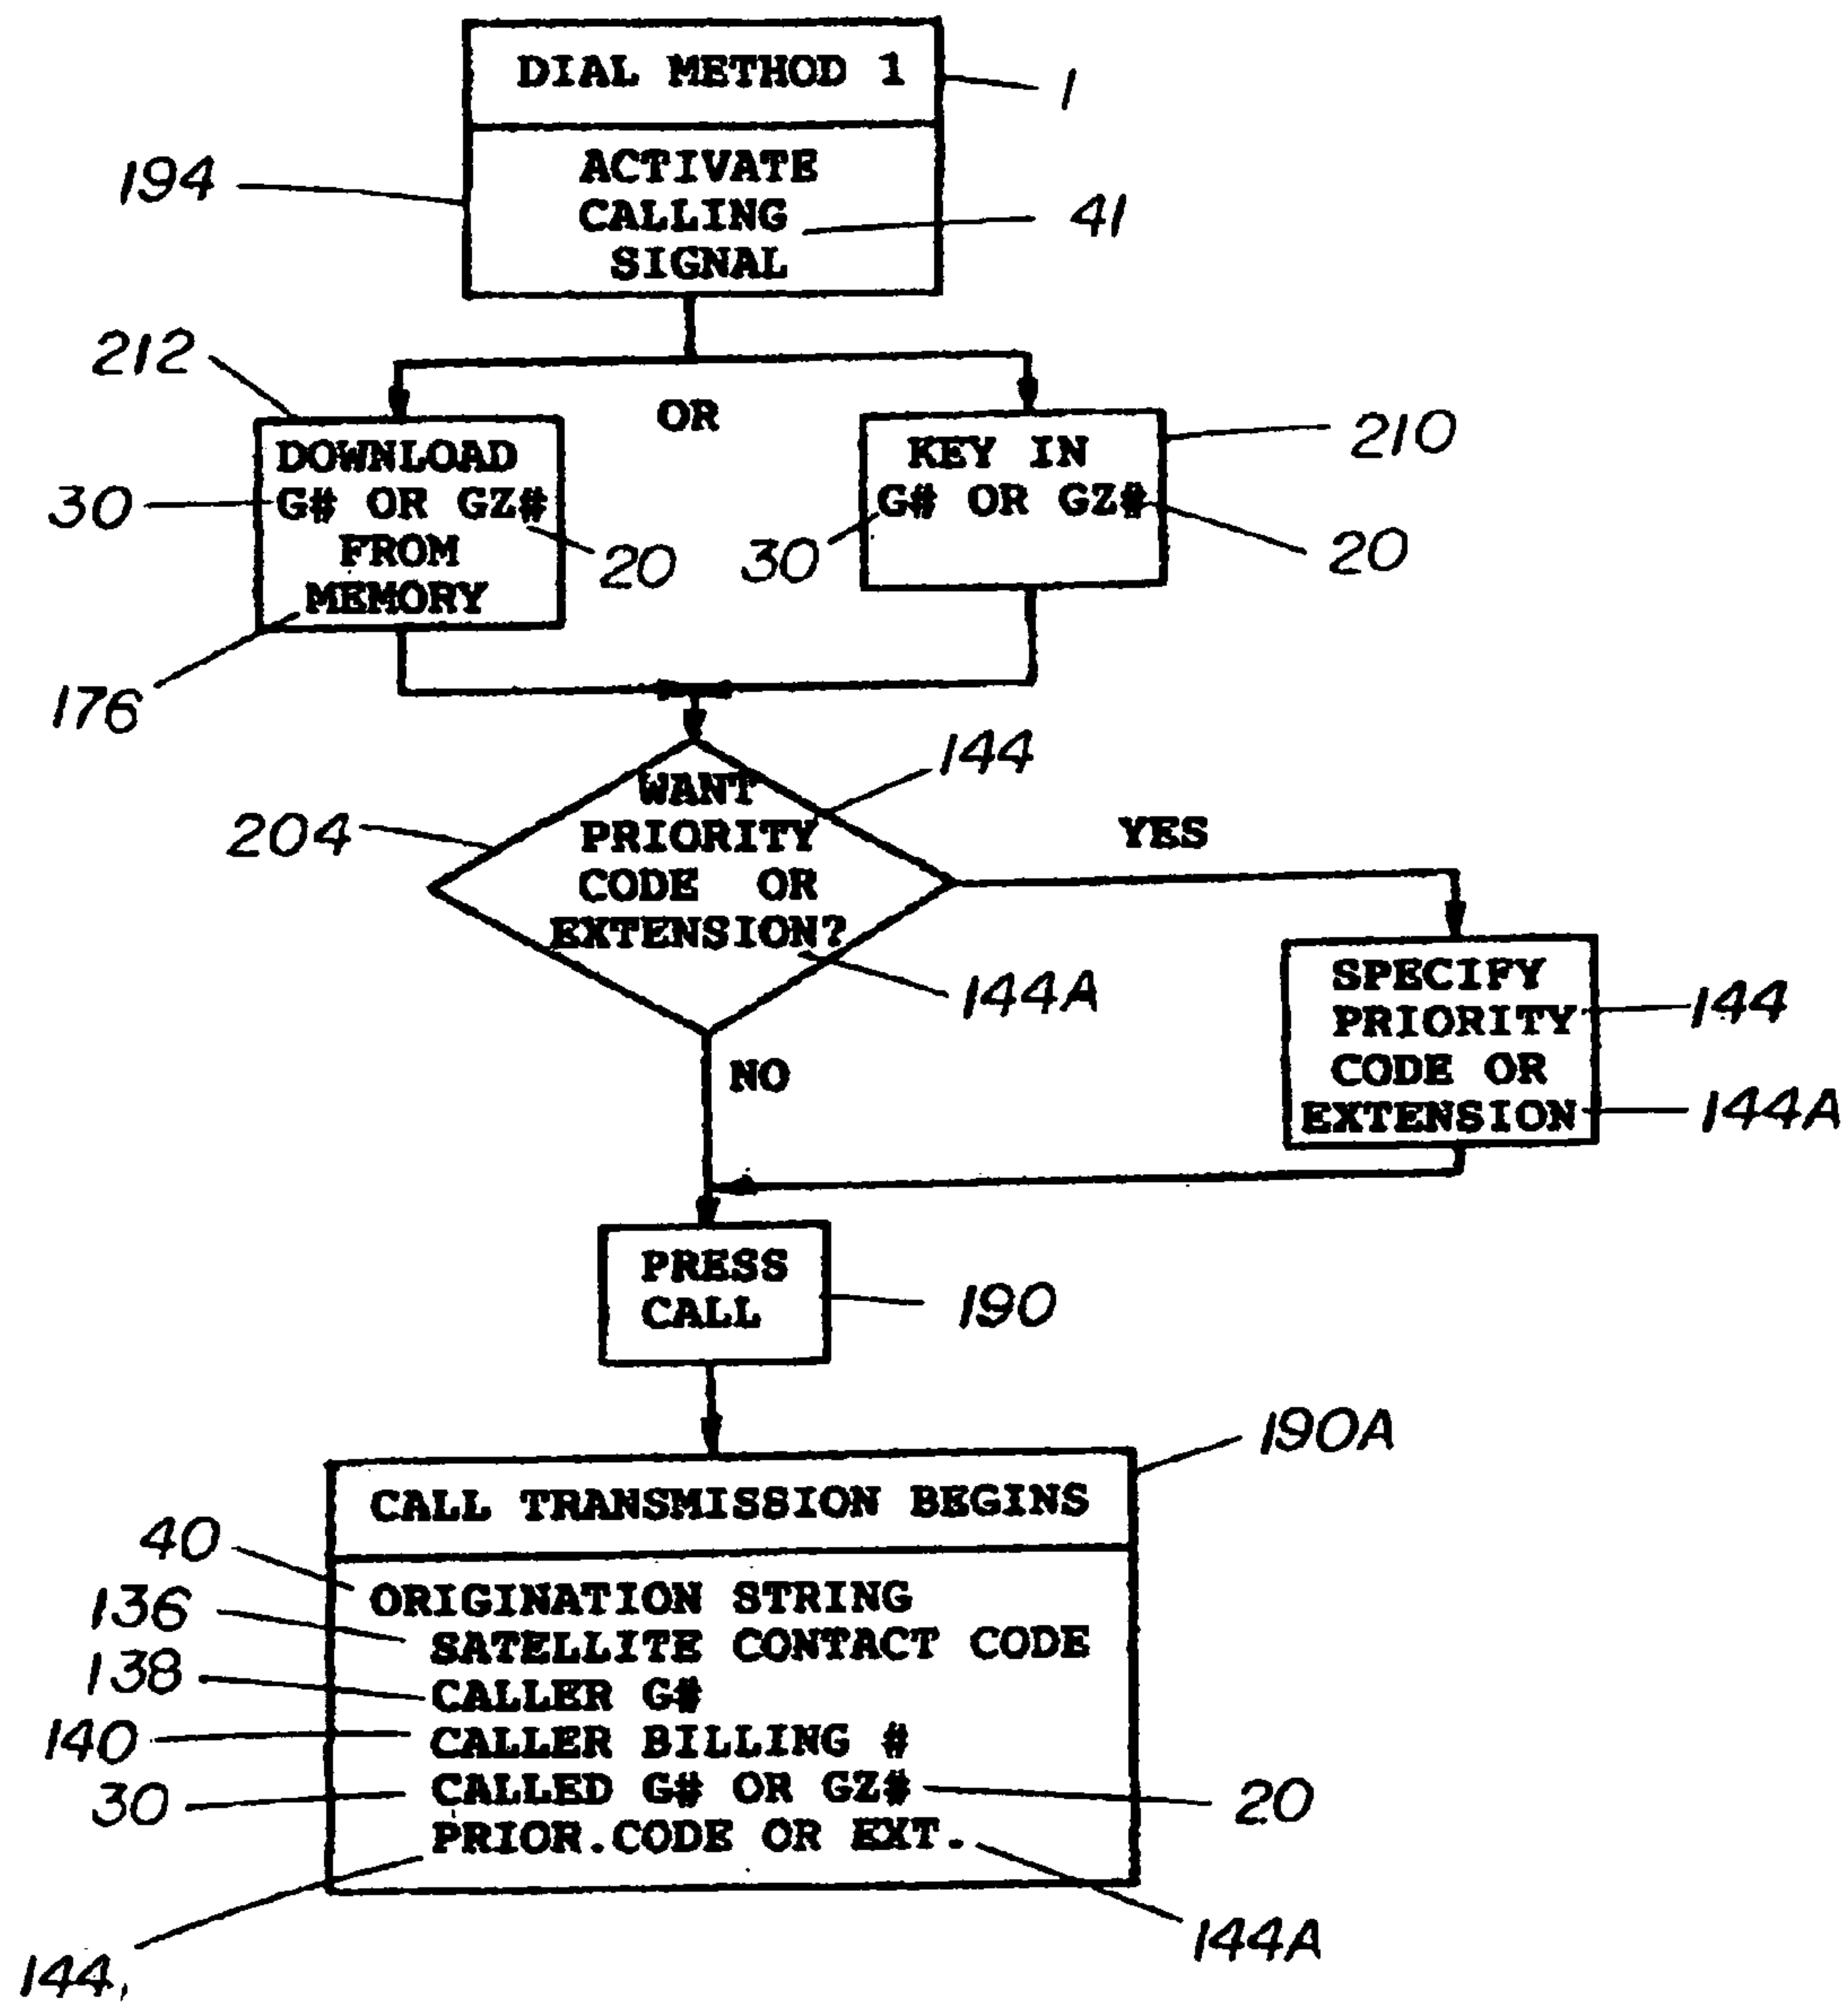 DIAL METHOD 1
1
194
ACTIVATE
CALLING
SIGNAL
41
212
OR
DOWNLOAD
G# OR GZ#
FROM
MEMORY
30
20
176
KEY IN
G# OR GZ#
210
30
20
WANT
PRIORITY
CODE OR
EXTENSION?
204
144
144A
YES
SPECIFY
PRIORITY
CODE OR
EXTENSION
144
144A
NO
PRESS
CALL
190
190A
CALL TRANSMISSION BEGINS
40
ORIGINATION STRING
136
SATELLITE CONTACT CODE
138
CALLER G#
140
CALLER BILLING #
30
CALLED G# OR GZ#
20
PRIOR.CODE OR EXT.
144
144A